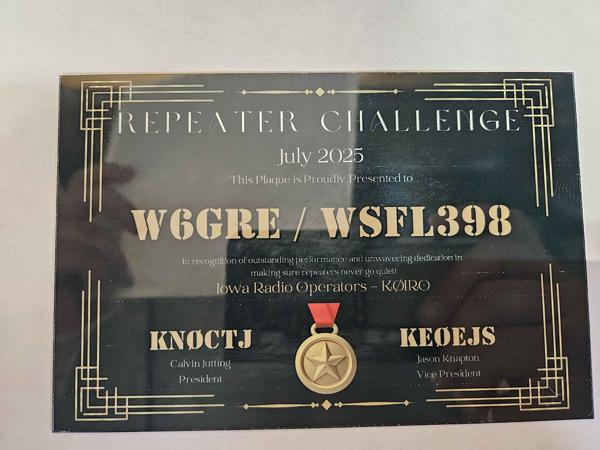 REPEATER CHALLENGE
July 2025
This Plaque is Proudly Presented to
W6GRE / WSFL398
In recognition of outstanding performance and unwavering dedication in
making sure repeaters never go quiet!
Iowa Radio Operators - KØIRO
KNØCTJ
Calvin Jutting
President
KEØEJS
Jason Knapton
Vice President